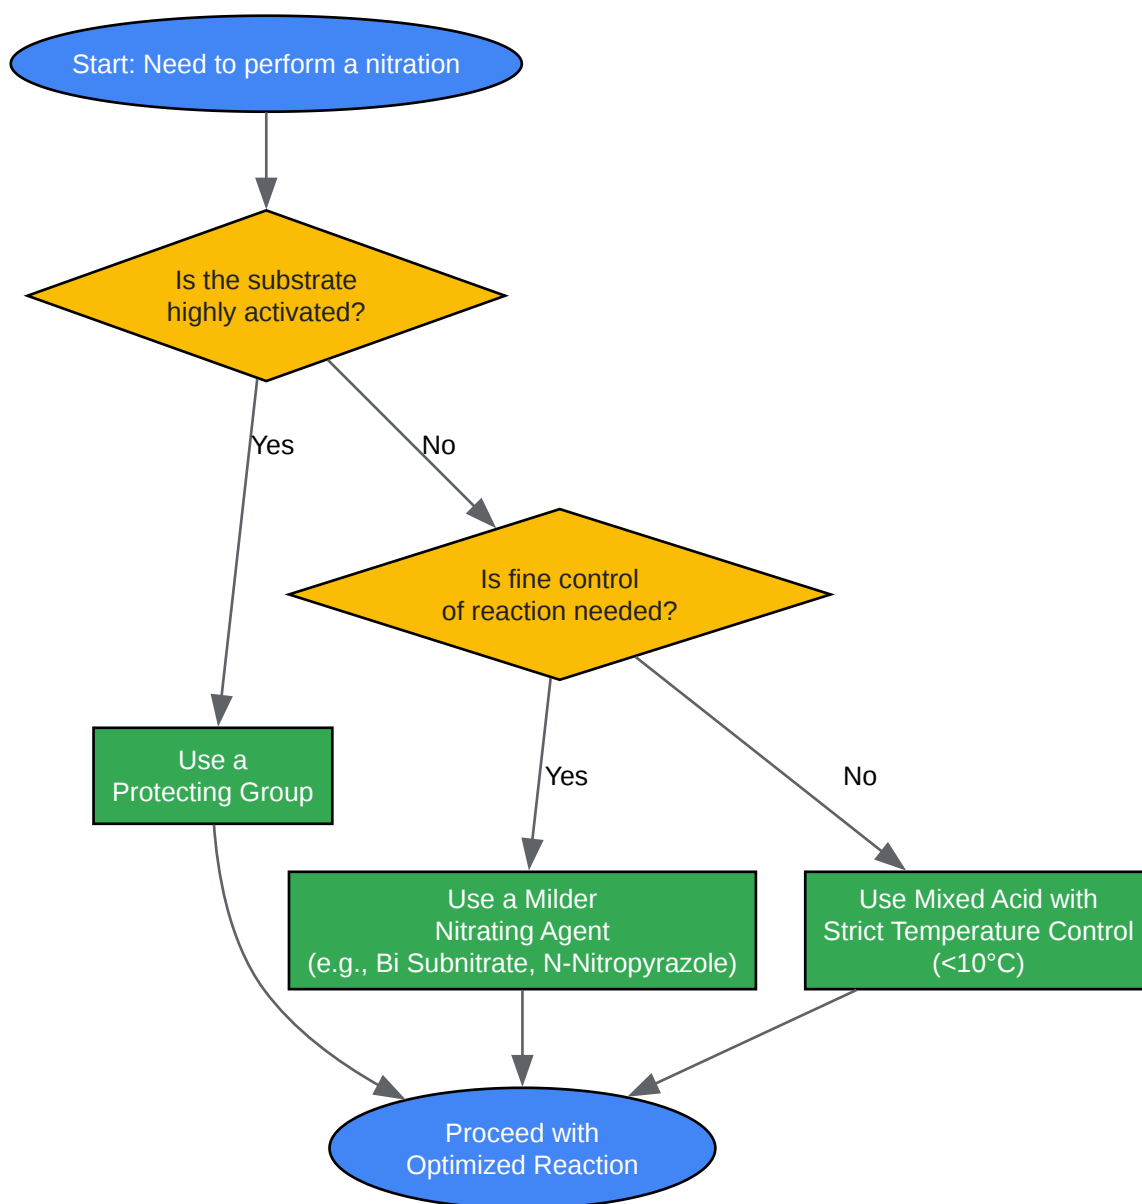 Start: Need to perform a nitration
Is the substrate
highly activated?
Yes
No
Is fine control
of reaction needed?
Use a
Protecting Group
Yes
No
Use a Milder
Nitrating Agent
(e.g., Bi Subnitrate, N-Nitropyrazole)
Use Mixed Acid with
Strict Temperature Control
(<10°C)
Proceed with
Optimized Reaction